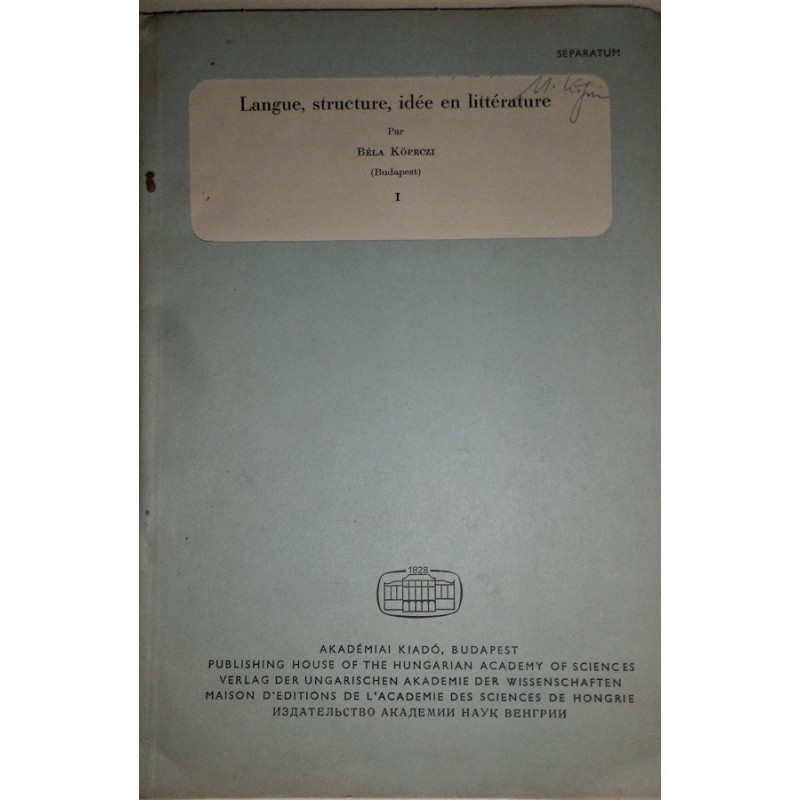 SEPARATUM
Langue, structure, idée en littérature
Par
BÉLA KÖPECZI
(Budapest)
I
1828
AKADÉMIAI KIADÓ, BUDAPEST
PUBLISHING HOUSE OF THE HUNGARIAN ACADEMY OF SCIENCES
VERLAG DER UNGARISCHEN AKADEMIE DER WISSENSCHAFTEN
MAISON D'EDITIONS DE L'ACADEMIE DES SCIENCES DE HONGRIE
ИЗДАТЕЛЬСТВО АКАДЕМИИ НАУК ВЕНГРИИ